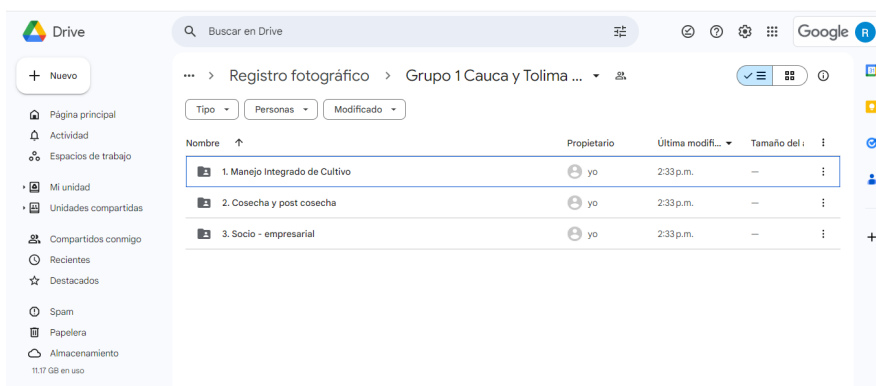 Drive
Buscar en Drive
Google R
Nuevo
... > Registro fotográfico > Grupo 1 Cauca y Tolima ...
Tipo Personas Modificado
Página principal
Actividad
Espacios de trabajo
Mi unidad
Unidades compartidas
Compartidos conmigo
Recientes
Destacados
Spam
Papelera
Almacenamiento
11.17 GB en uso
Nombre Propietario Última modifi... Tamaño del
1. Manejo Integrado de Cultivo yo 2:33 p.m. —
2. Cosecha y post cosecha yo 2:33 p.m. —
3. Socio - empresarial yo 2:33 p.m. —